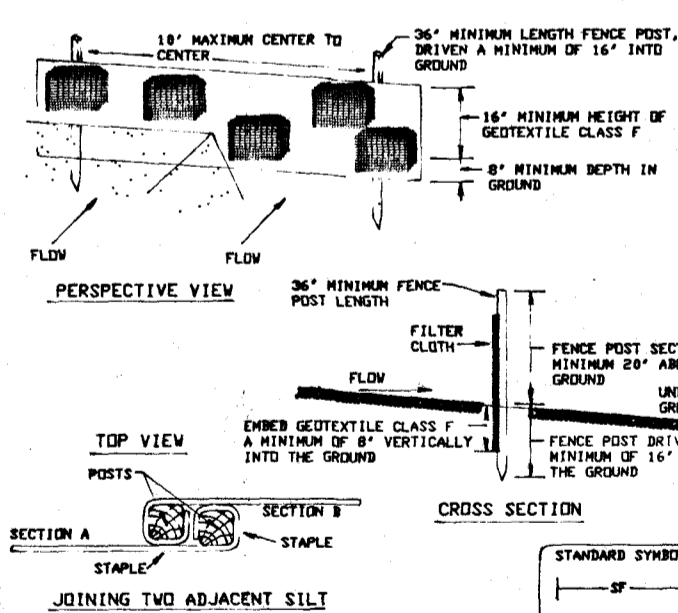 10' MAXIMUM CENTER TO
CENTER
36" MINIMUM LENGTH FENCE POST,
DRIVEN A MINIMUM OF 16" INTO
GROUND
16" MINIMUM HEIGHT OF
GEOTEXTILE CLASS F
8" MINIMUM DEPTH IN
GROUND
FLOW
FLOW
PERSPECTIVE VIEW
36" MINIMUM FENCE
POST LENGTH
FILTER
CLOTH
FLOW
FENCE POST SEC
MINIMUM 20" AB
GROUND
UN
GR
EMBED GEOTEXTILE CLASS F
A MINIMUM OF 8" VERTICALLY
INTO THE GROUND
FENCE POST DRIV
MINIMUM OF 16"
THE GROUND
CROSS SECTION
TOP VIEW
POSTS
SECTION B
SECTION A
STAPLE
STAPLE
JOINING TWO ADJACENT SILT
STANDARD SYMBO
SF